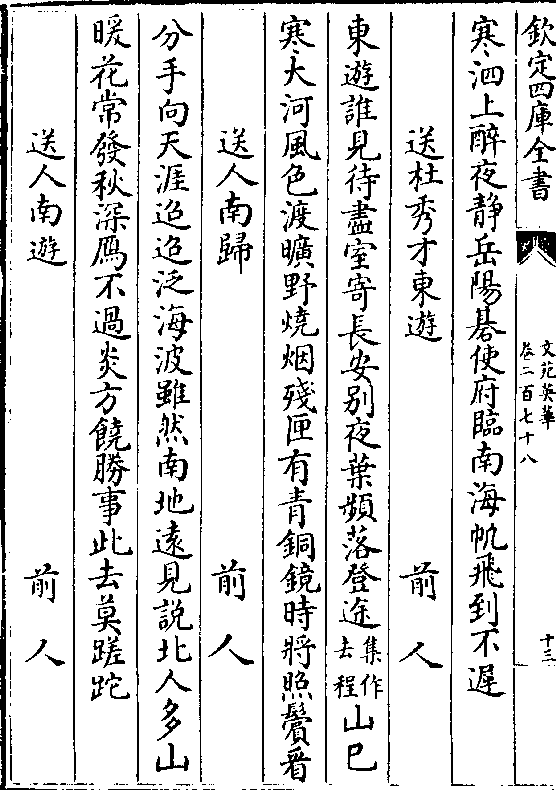 欽定四庫全書
文苑英華
卷二百七十八
十三
寒泗上醉夜静岳陽碁使府臨南海帆飛到不遲
送杜秀才東遊 前人
東遊誰見待盡室寄長安别夜葉頻落登途集作去程山已
寒大河風色渡曠野燒烟殘匣有青銅鏡時將照鬢看
送人南歸 前人
分手向天涯迢迢泛海波雖然南地遠見説北人多山
暖花常發秋深鴈不過炎方饒勝事此去莫蹉跎
送人南遊 前人